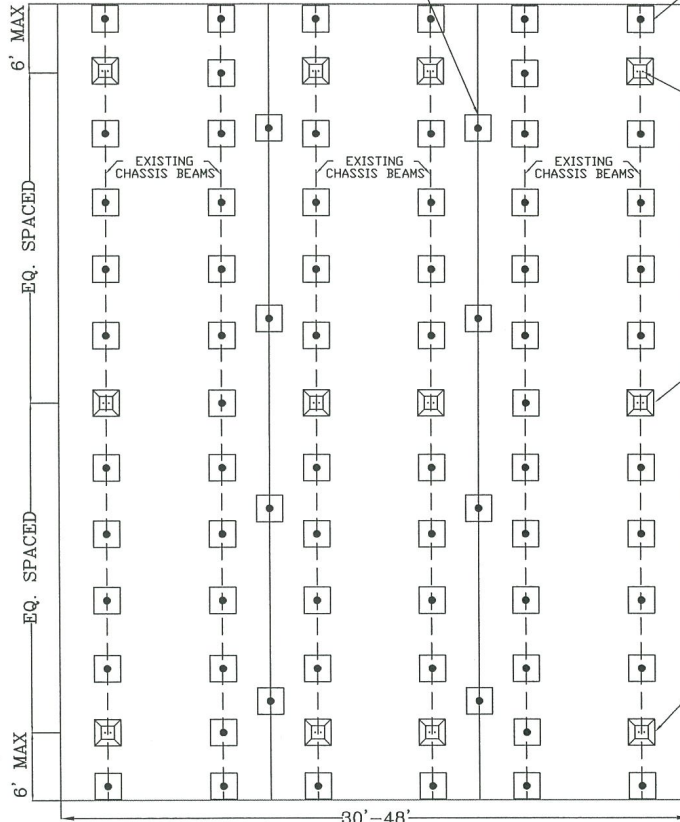 6' MAX
EXISTING
CHASSIS BEAMS
EXISTING
CHASSIS BEAMS
EXISTING
CHASSIS BEAMS
EQ. SPACED
EQ. SPACED
6' MAX
30'-48'